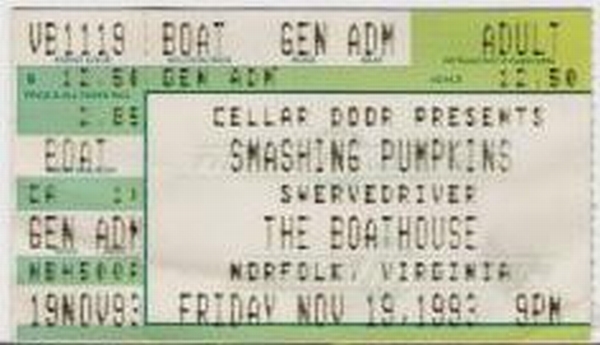 VB1119 BOAT GEN ADM ADULT
12.50 GEN ADM 12.50
CELLAR DOOR PRESENTS
SMASHING PUMPKINS
BOAT
SWERVEDRIVER
CA
THE BOATHOUSE
GEN ADM
NORFOLK, VIRGINIA
19NOV93 FRIDAY NOV 19,1993 9PM